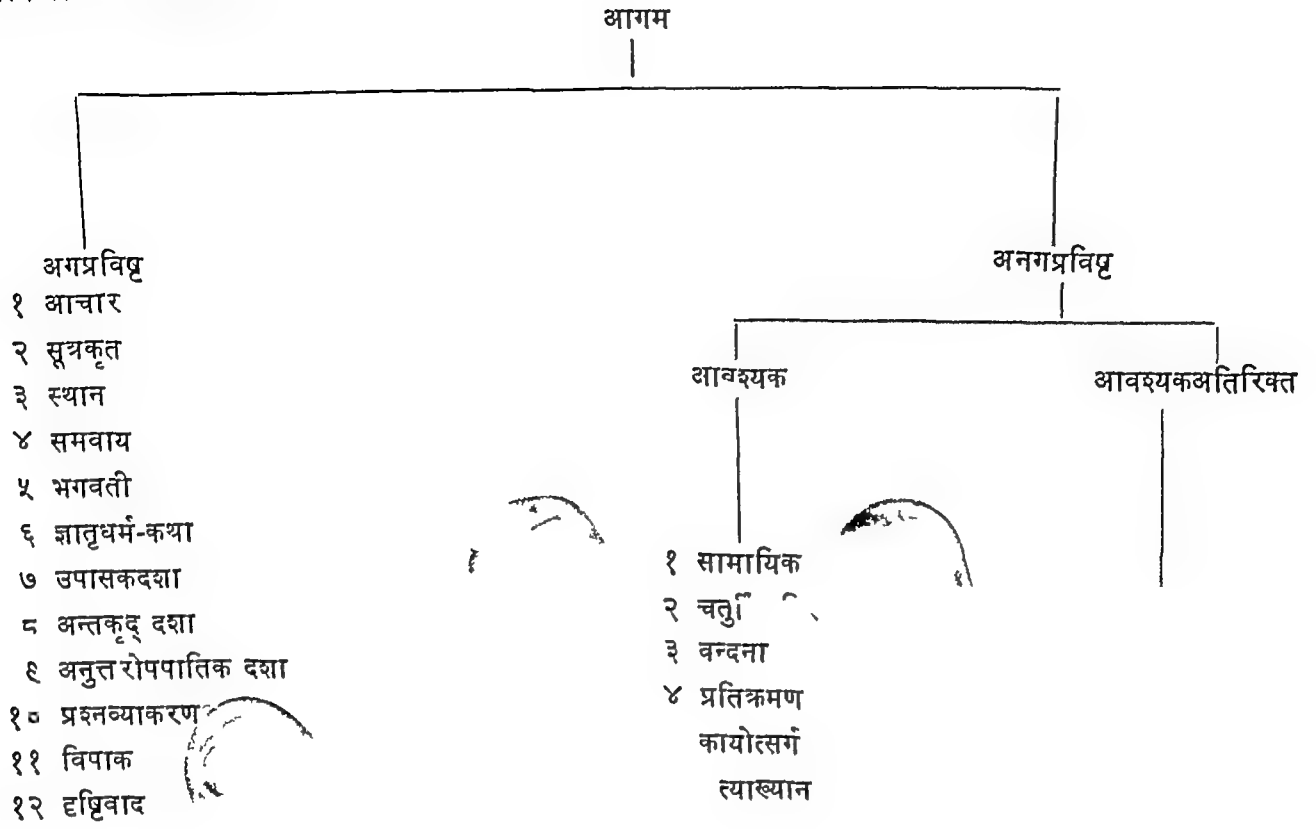 आगम
अगप्रविष्ट
१ आचार
२ सूत्रकृत
३ स्थान
४ समवाय
५ भगवती
६ ज्ञातृधर्म-कथा
७ उपासकदशा
८ अन्तकृद् दशा
९ अनुत्तरोपपातिक दशा
१० प्रश्नव्याकरण
११ विपाक
१२ दृष्टिवाद
अनगप्रविष्ट
आवश्यक
आवश्यकअतिरिक्त
१ सामायिक
२
३ वन्दना
४ प्रतिक्रमण
कायोत्सर्ग
त्याख्यान